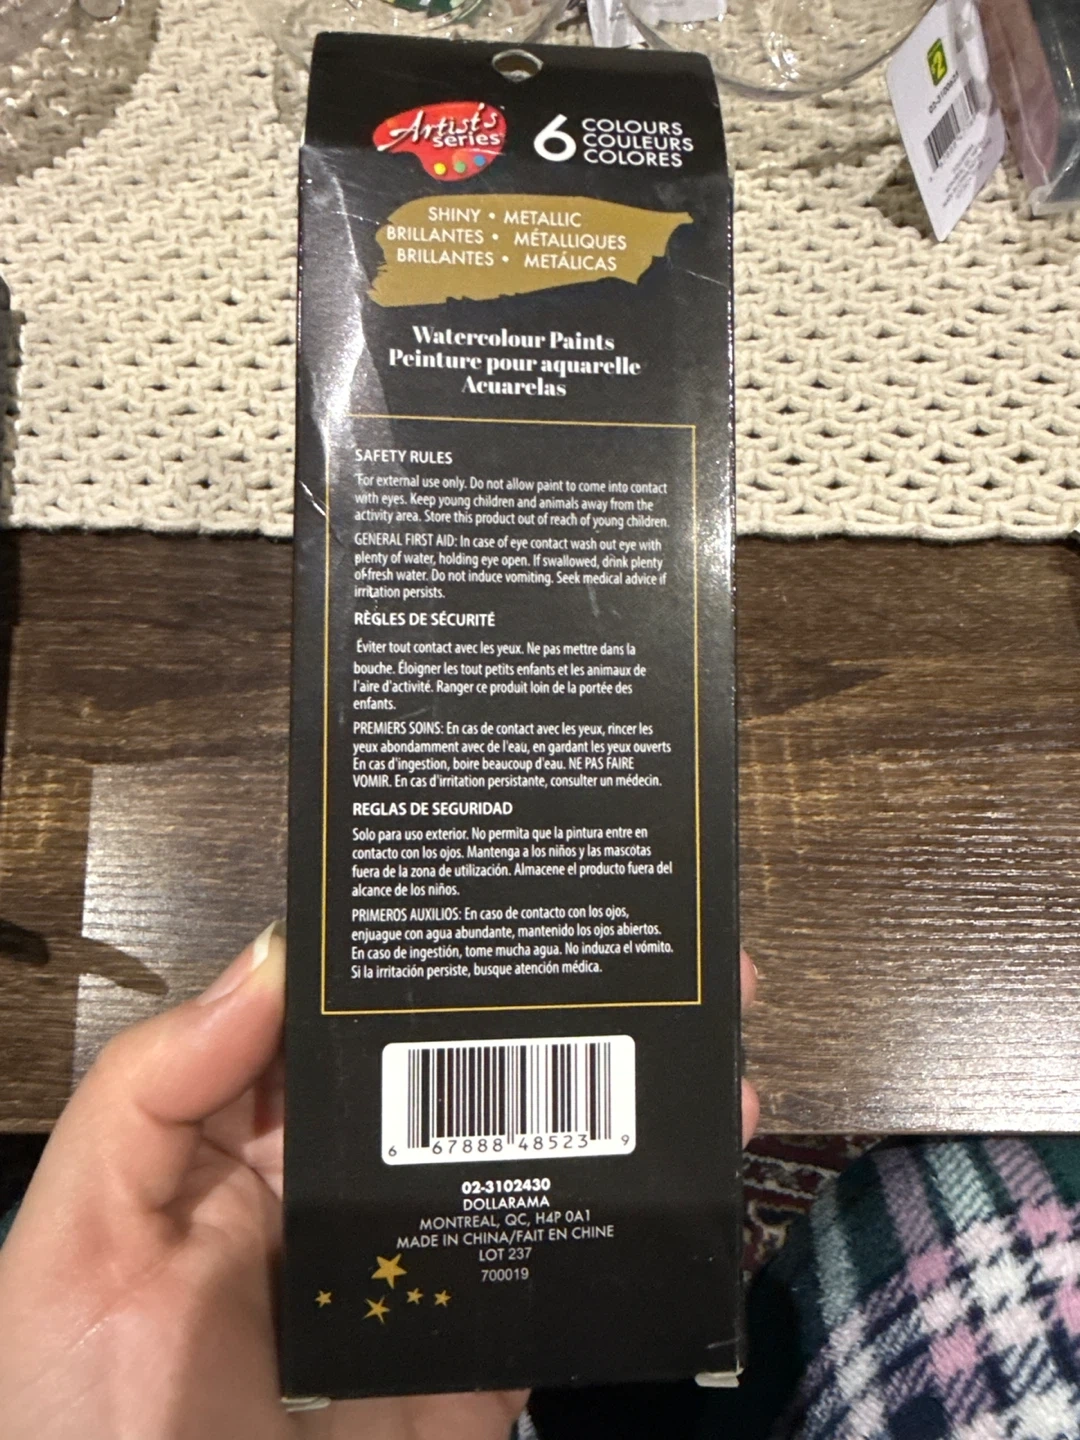 Artist's
series
6 COLOURS
COULEURS
COLORES
SHINY • METALLIC
BRILLANTES • MÉTALLIQUES
BRILLANTES • METÁLICAS
Watercolour Paints
Peinture pour aquarelle
Acuarelas
SAFETY RULES
For external use only. Do not allow paint to come into contact
with eyes. Keep young children and animals away from the
activity area. Store this product out of reach of young children.
GENERAL FIRST AID: In case of eye contact wash out eye with
plenty of water, holding eye open. If swallowed, drink plenty
of fresh water. Do not induce vomiting. Seek medical advice if
irritation persists.
RÈGLES DE SÉCURITÉ
Éviter tout contact avec les yeux. Ne pas mettre dans la
bouche. Éloigner les tout petits enfants et les animaux de
l'aire d'activité. Ranger ce produit loin de la portée des
enfants.
PREMIERS SOINS: En cas de contact avec les yeux, rincer les
yeux abondamment avec de l'eau, en gardant les yeux ouverts
En cas d'ingestion, boire beaucoup d'eau. NE PAS FAIRE
VOMIR. En cas d'irritation persistante, consulter un médecin.
REGLAS DE SEGURIDAD
Solo para uso exterior. No permita que la pintura entre en
contacto con los ojos. Mantenga a los niños y las mascotas
fuera de la zona de utilización. Almacene el producto fuera del
alcance de los niños.
PRIMEROS AUXILIOS: En caso de contacto con los ojos,
enjuague con agua abundante, mantenido los ojos abiertos.
En caso de ingestión, tome mucha agua. No induzca el vómito.
Si la irritación persiste, busque atención médica.
6 67888 48523 9
02-3102430
DOLLARAMA
MONTREAL, QC, H4P 0A1
MADE IN CHINA/FAIT EN CHINE
LOT 237
700019
2